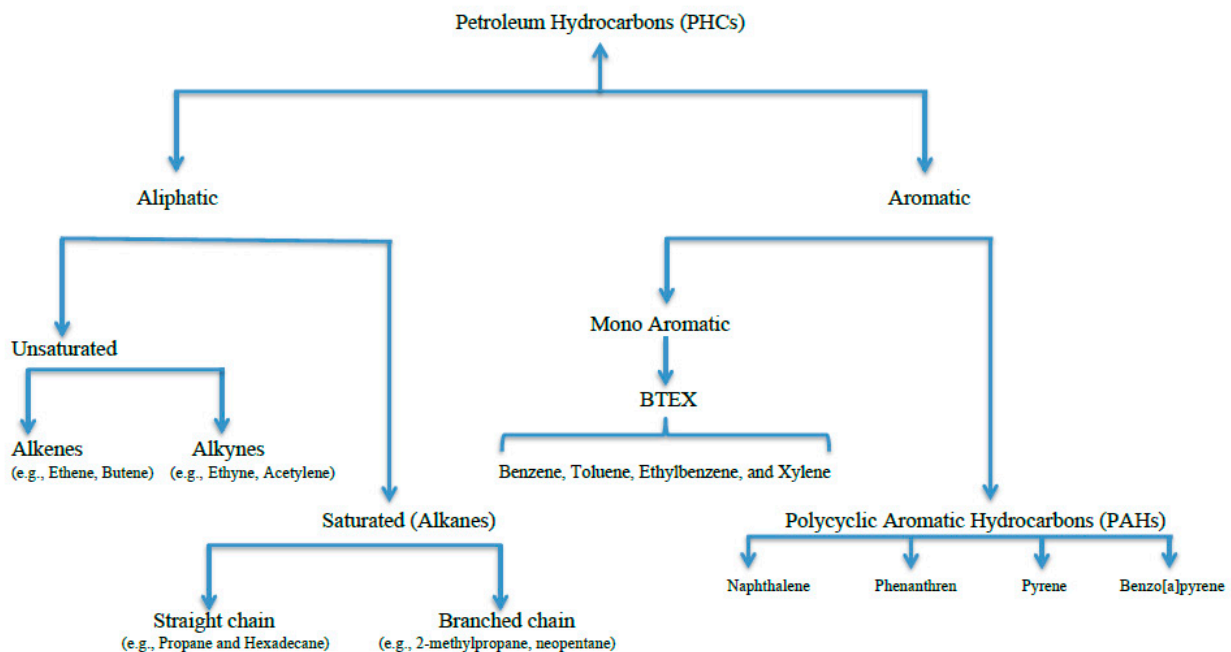 Petroleum Hydrocarbons (PHCs)
Aliphatic
Aromatic
Mono Aromatic
Unsaturated
BTEX
Alkenes
(e.g., Ethene, Butene)
Alkynes
(e.g., Ethyne, Acetylene)
Benzene, Toluene, Ethylbenzene, and Xylene
Saturated (Alkanes)
Polycyclic Aromatic Hydrocarbons (PAHs)
Naphthalene
Phenanthren
Pyrene
Benzo[a]pyrene
Straight chain
(e.g., Propane and Hexadecane)
Branched chain
(e.g., 2-methylpropane, neopentane)